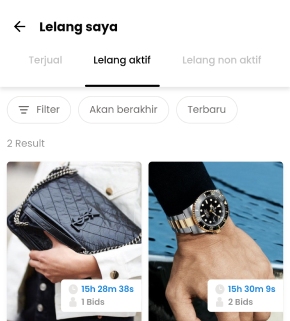 Lelang saya
Terjual
Lelang aktif
Lelang non aktif
Filter
Akan berakhir
Terbaru
2 Result
15h 28m 38s
1 Bids
15h 30m 9s
2 Bids